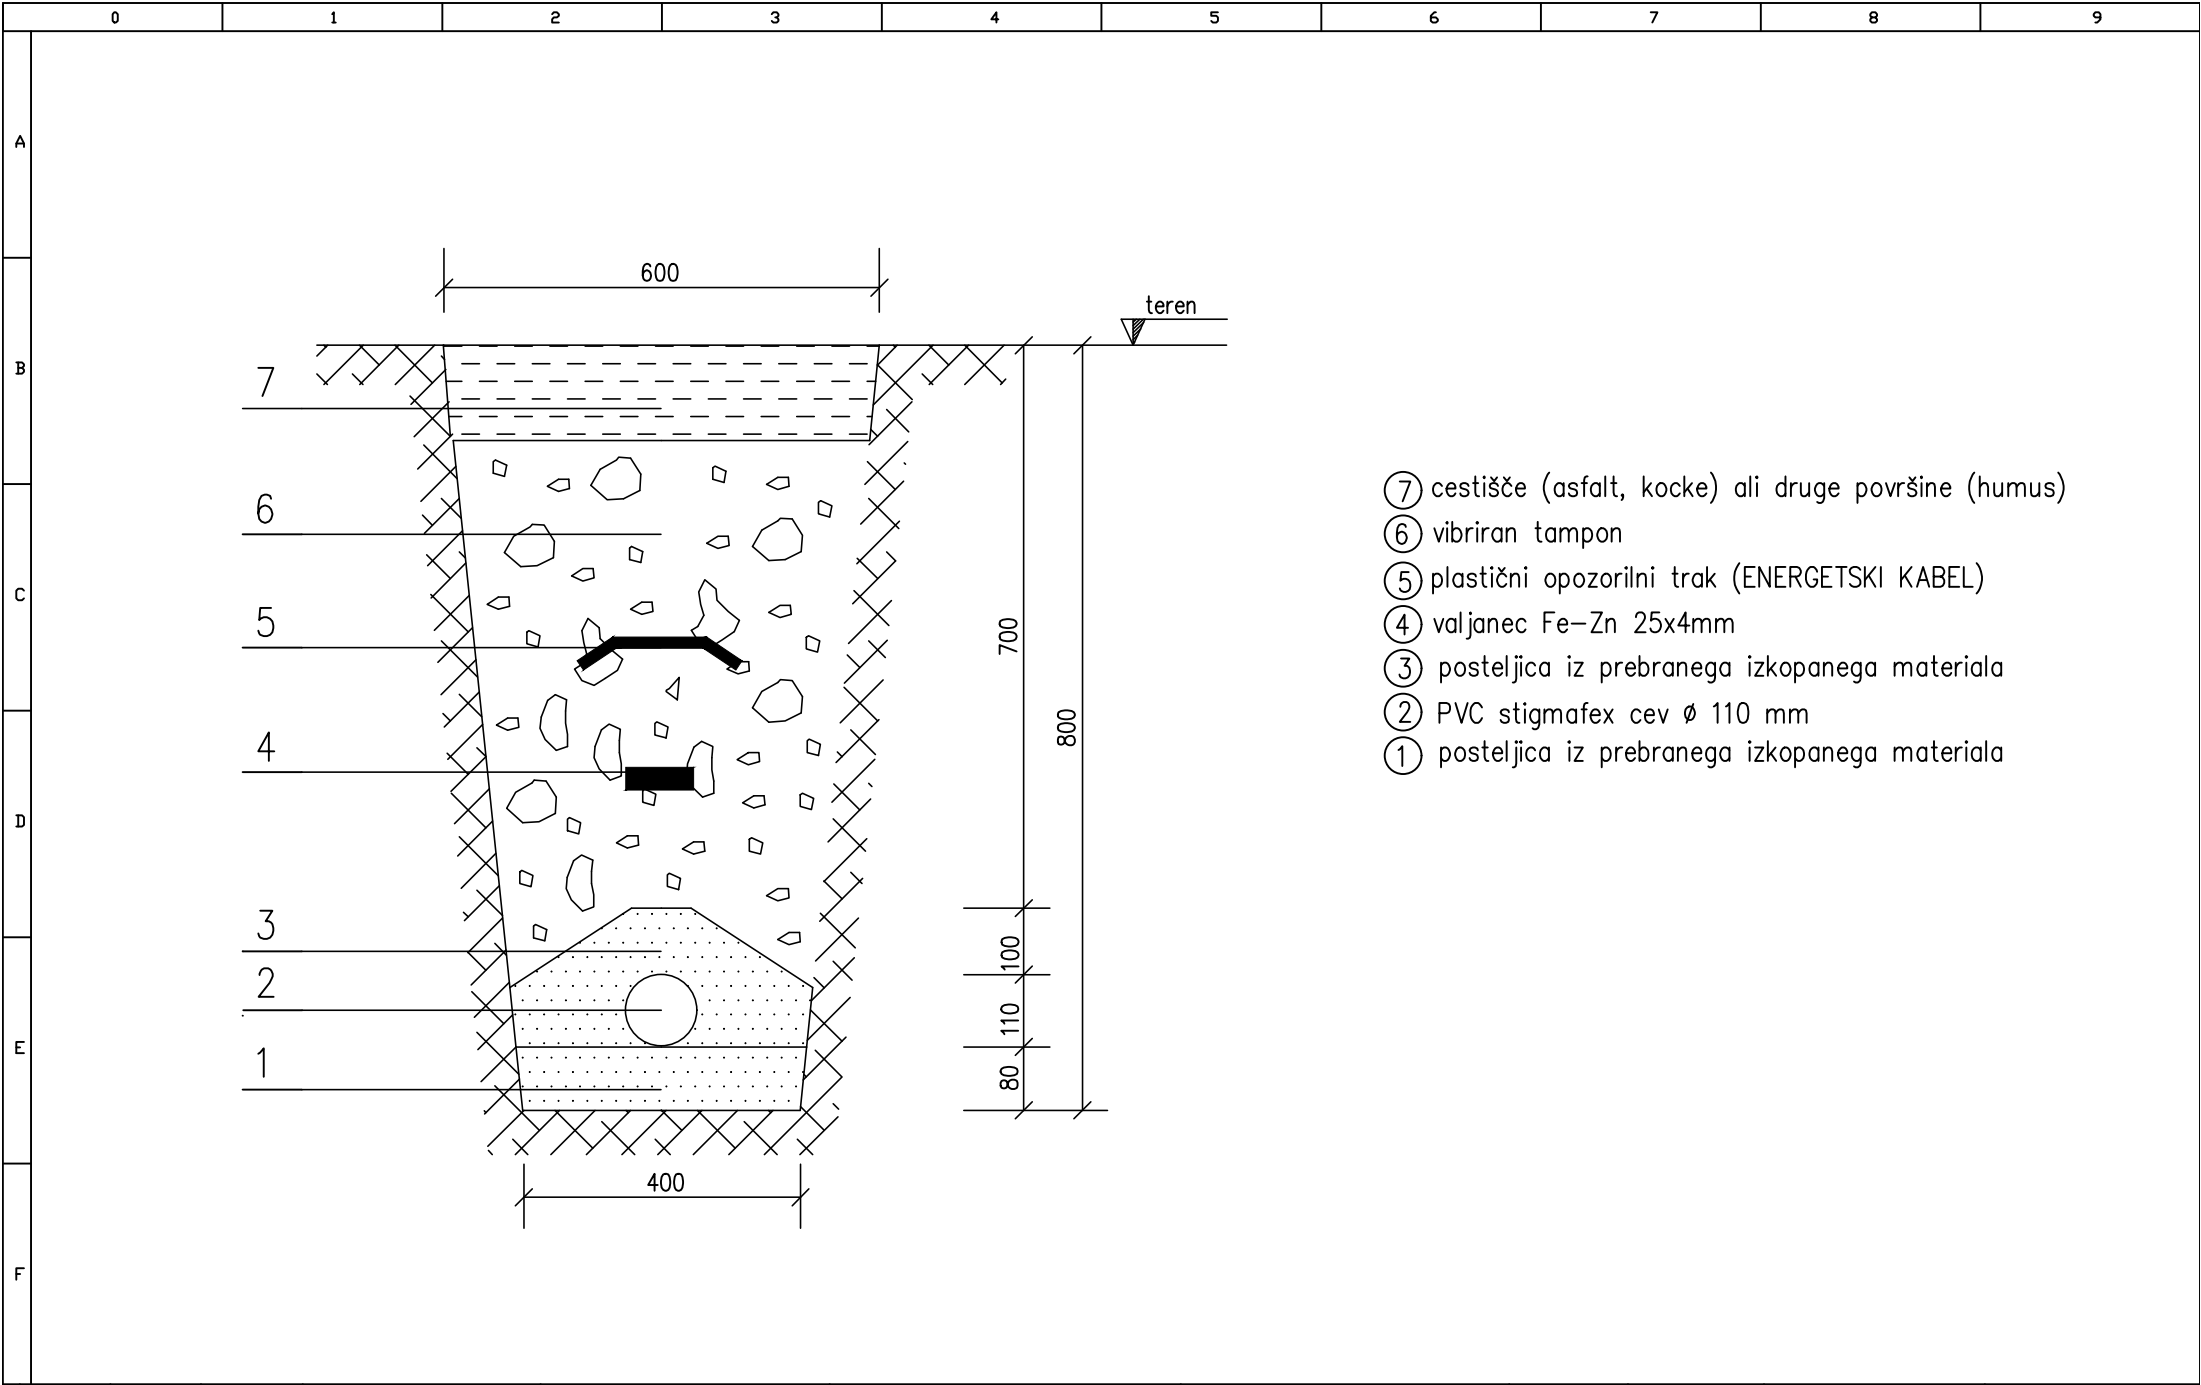 0 1 2 3 4 5 6 7 8 9
A
B
C
D
E
F
600
teren
7
6
5
4
3
2
1
700
800
100
110
80
400
7 cestišče (asfalt, kocke) ali druge površine (humus)
6 vibriran tampon
5 plastični opozorilni trak (ENERGETSKI KABEL)
4 valjanec Fe-Zn 25x4mm
3 posteljica iz prebranega izkopanega materiala
2 PVC stigmafex cev ø 110 mm
1 posteljica iz prebranega izkopanega materiala